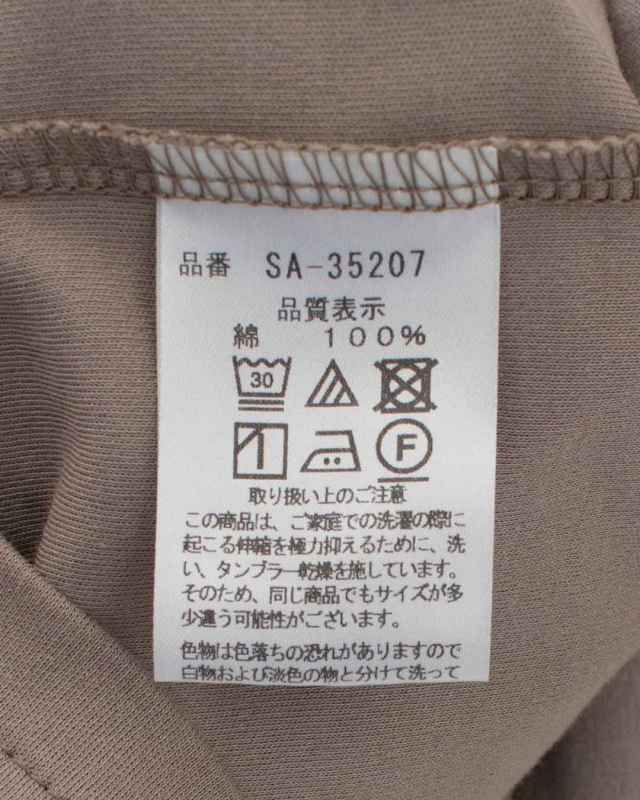 品番 SA-35207
品質表示
綿 100%
30
F
取り扱い上のご注意
この商品は、ご家庭での洗濯の際に
起こる伸縮を極力抑えるために、洗
い、タンブラー乾燥を施しています。
そのため、同じ商品でもサイズが多
少違う可能性がございます。
色物は色落ちの恐れがありますので
白物および淡色の物と分けて洗って